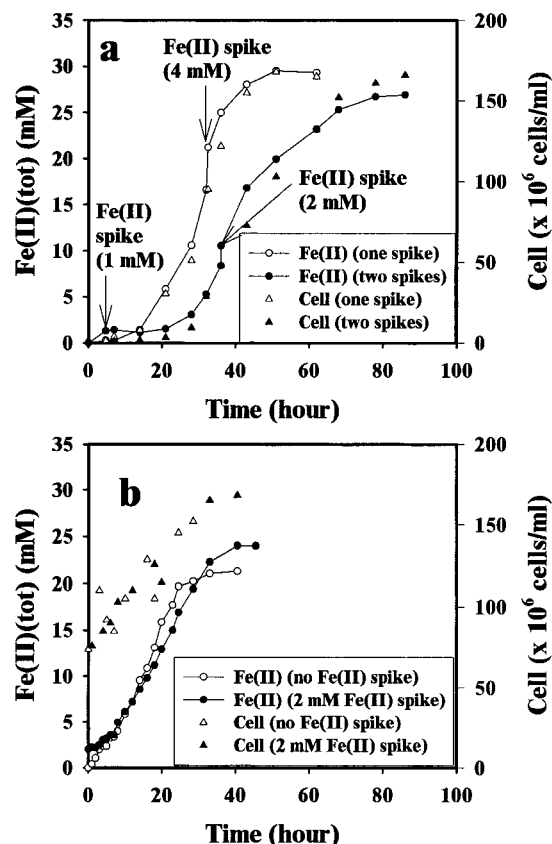 a
Fe(II) spike
(4 mM)
Fe(II)
spike
(1 mM)
Fe(II) spike
(2 mM)
Fe(II) (one spike)
Fe(II) (two spikes)
Cell (one spike)
Cell (two spikes)
Fe(II)(tot) (mM)
35
30
25
20
15
10
5
0
Cell (x 10⁶ cells/ml)
200
150
100
50
0
0 20 40 60 80 100
Time (hour)
b
Fe(II) (no Fe(II) spike)
Fe(II) (2 mM Fe(II) spike)
Cell (no Fe(II) spike)
Cell (2 mM Fe(II) spike)
Fe(II)(tot) (mM)
35
30
25
20
15
10
5
0
Cell (x 10⁶ cells/ml)
200
150
100
50
0
0 20 40 60 80 100
Time (hour)